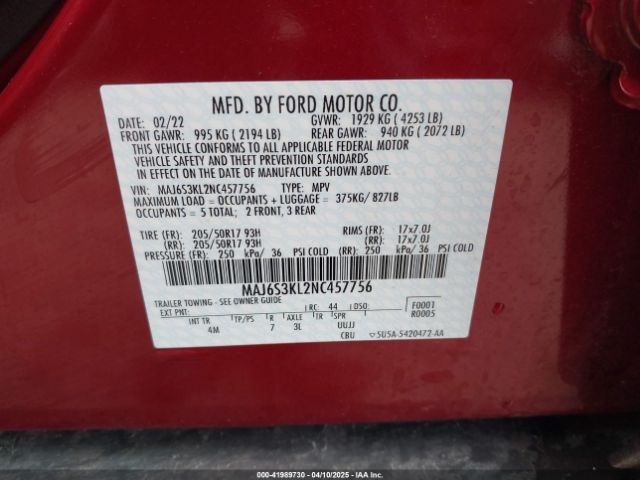 MFD. BY FORD MOTOR CO.
DATE: 02/22 GVWR: 1929 KG ( 4253 LB)
FRONT GAWR: 995 KG ( 2194 LB) REAR GAWR: 940 KG ( 2072 LB)
THIS VEHICLE CONFORMS TO ALL APPLICABLE FEDERAL MOTOR
VEHICLE SAFETY AND THEFT PREVENTION STANDARDS
IN EFFECT ON THE DATE OF MANUFACTURE SHOWN ABOVE.
VIN: MAJ6S3KL2NC457756 TYPE: MPV
MAXIMUM LOAD = OCCUPANTS + LUGGAGE = 375KG/ 827LB
OCCUPANTS = 5 TOTAL; 2 FRONT, 3 REAR
TIRE (FR): 205/50R17 93H RIMS (FR): 17x7.0J
(RR): 205/50R17 93H (RR): 17x7.0J
PRESSURE (FR): 250 kPa/ 36 PSI COLD (RR): 250 kPa/ 36 PSI COLD
MAJ6S3KL2NC457756
TRAILER TOWING - SEE OWNER GUIDE
EXT PNT: RC: 44 DSO: F0001
R0005
INT TR TP/PS R AXLE TR SPR
4M 7 3L UUJJ
CBU 5U5A-5420472-AA
000-41989730 - 04/10/2025 - IAAI, INC.